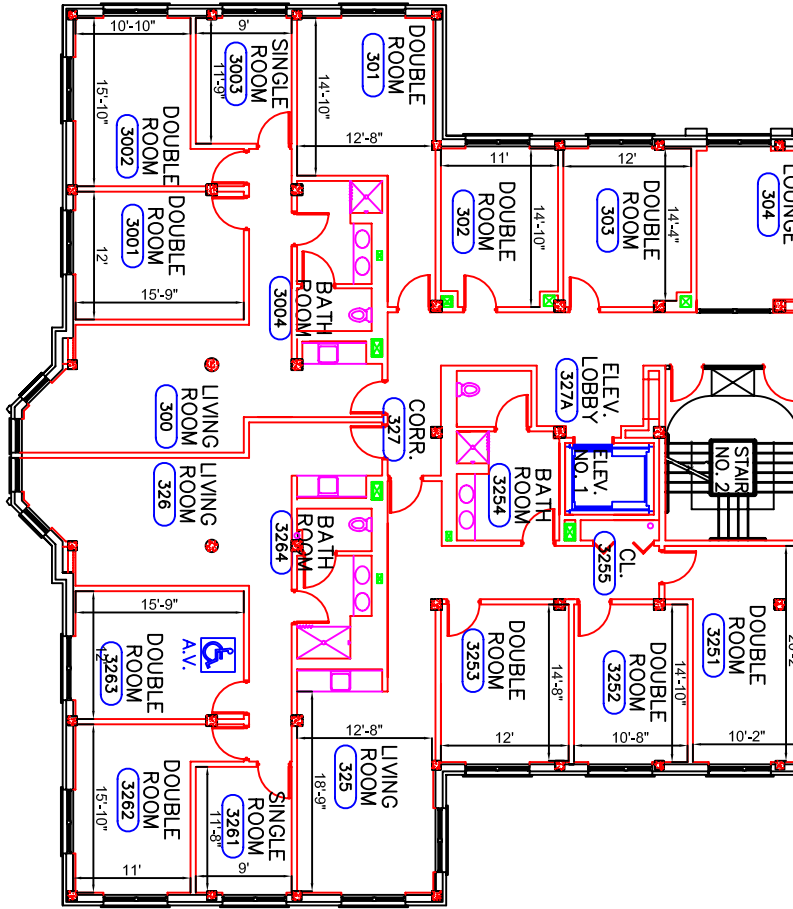 10'-10"
15'-10"
DOUBLE
ROOM
3002
9'
11'-9"
SINGLE
ROOM
3003
DOUBLE
ROOM
301
14'-10"
12'-8"
11'
14'-10"
DOUBLE
ROOM
302
12'
14'-4"
DOUBLE
ROOM
303
LOUNGE
304
DOUBLE
ROOM
3001
12'
15'-9"
BATH
ROOM
3004
LIVING
ROOM
300
CORR.
327
ELEV.
LOBBY
327A
ELEV.
NO. 1
STAIR
NO. 2
BATH
ROOM
3254
CL.
3255
LIVING
ROOM
326
BATH
ROOM
3264
15'-9"
DOUBLE
ROOM
3263
12'
A.V.
DOUBLE
ROOM
3253
14'-8"
12'
DOUBLE
ROOM
3252
14'-10"
10'-8"
DOUBLE
ROOM
3251
10'-2"
DOUBLE
ROOM
3262
15'-10"
11'
SINGLE
ROOM
3261
11'-8"
9'
LIVING
ROOM
325
12'-8"
18'-9"